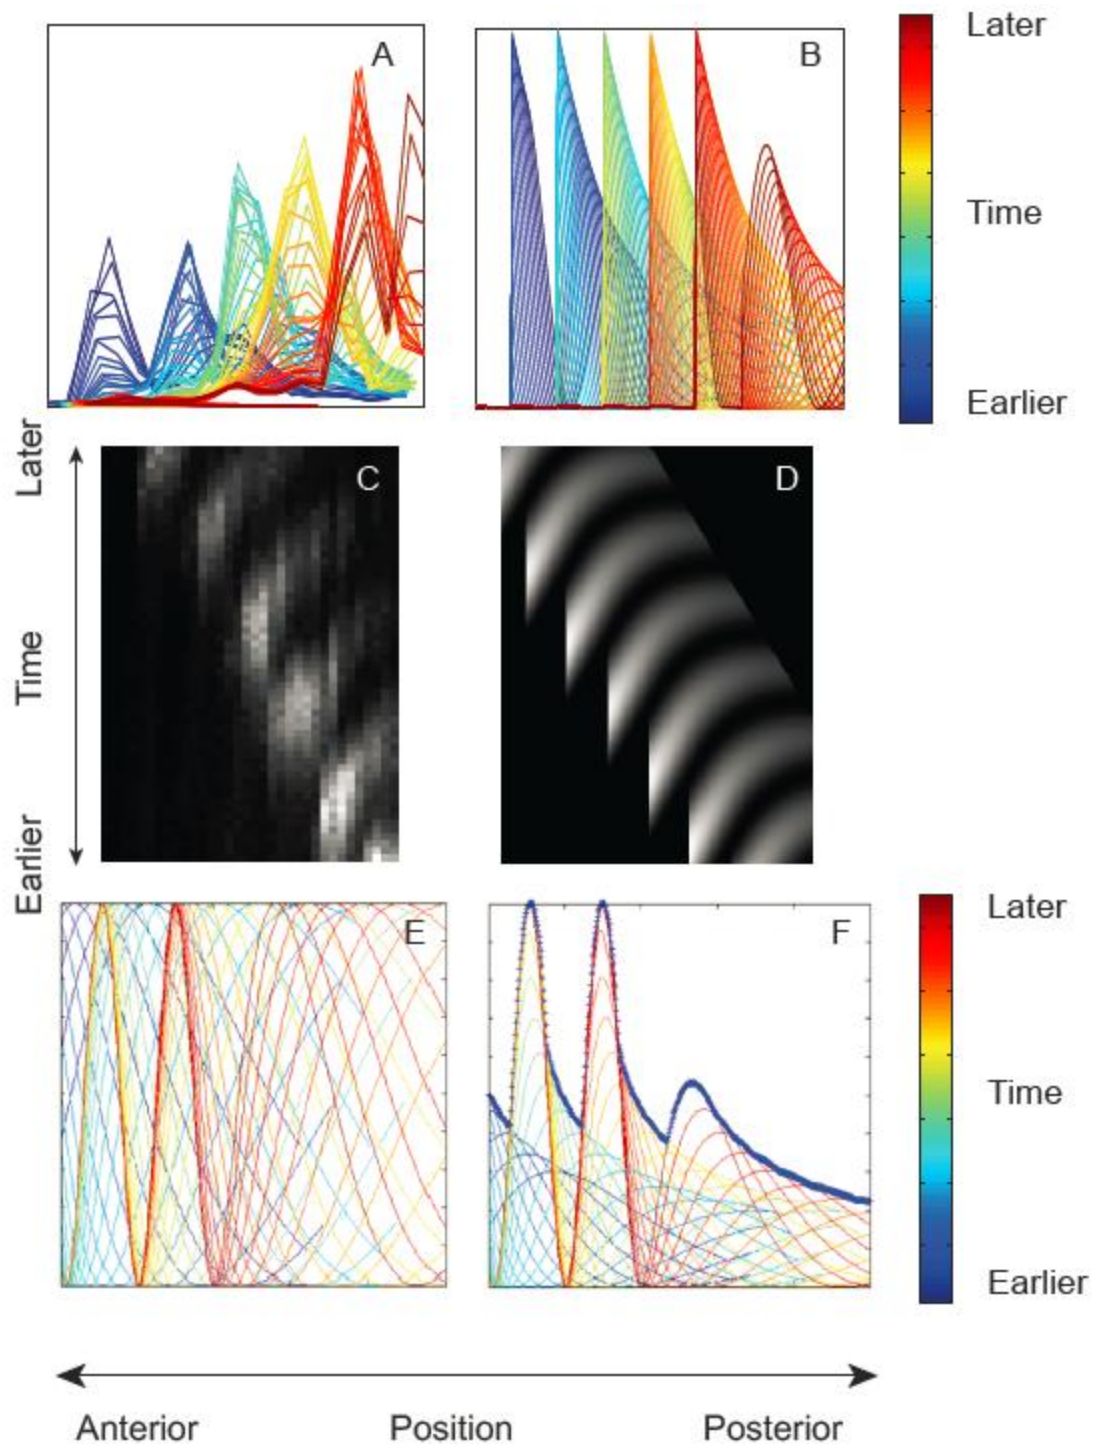 A
B
Later
Time
Earlier
Later
Time
Earlier
C
D
E
F
Later
Time
Earlier
Anterior
Position
Posterior